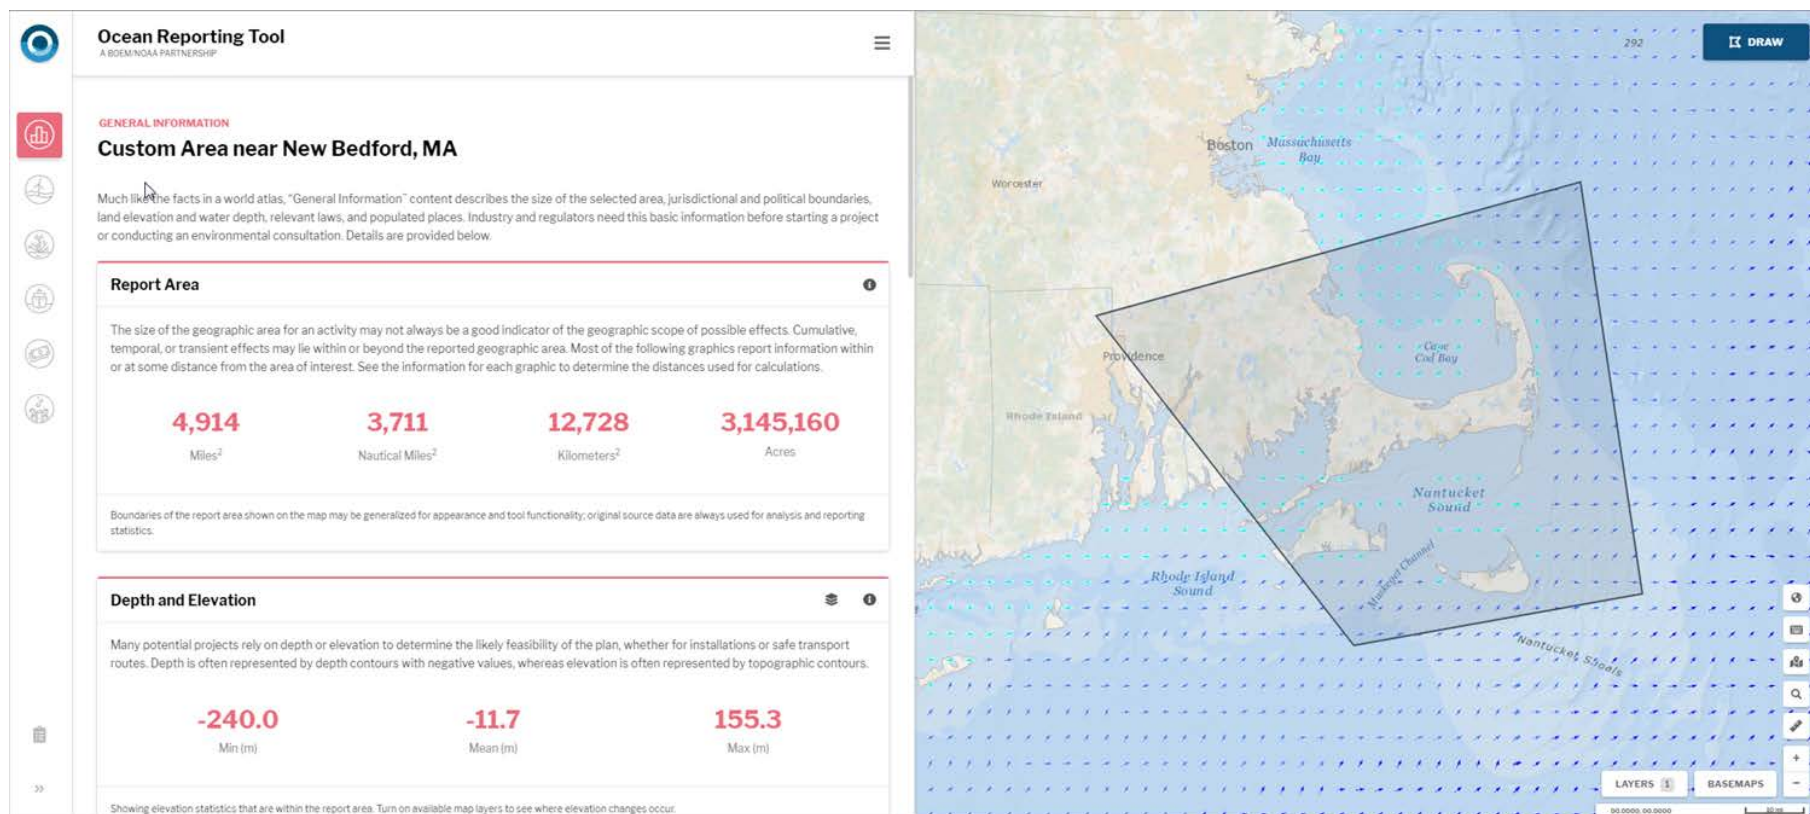 Ocean Reporting Tool
A BOEM/NOAA PARTNERSHIP
GENERAL INFORMATION
Custom Area near New Bedford, MA
Much like the facts in a world atlas, “General Information” content describes the size of the selected area, jurisdictional and political boundaries,
land elevation and water depth, relevant laws, and populated places. Industry and regulators need this basic information before starting a project
or conducting an environmental consultation. Details are provided below.
Report Area
The size of the geographic area for an activity may not always be a good indicator of the geographic scope of possible effects. Cumulative,
temporal, or transient effects may lie within or beyond the reported geographic area. Most of the following graphics report information within
or at some distance from the area of interest. See the information for each graphic to determine the distances used for calculations.
4,914 3,711 12,728 3,145,160
Miles² Nautical Miles² Kilometers² Acres
Boundaries of the report area shown on the map may be generalized for appearance and tool functionality; original source data are always used for analysis and reporting
statistics.
Depth and Elevation
Many potential projects rely on depth or elevation to determine the likely feasibility of the plan, whether for installations or safe transport
routes. Depth is often represented by depth contours with negative values, whereas elevation is often represented by topographic contours.
-240.0 -11.7 155.3
Min (m) Mean (m) Max (m)
Showing elevation statistics that are within the report area. Turn on available map layers to see where elevation changes occur.
292
DRAW
Boston
Massachusetts
Bay
Worcester
Cape
Cod Bay
Providence
Rhode Island
Nantucket
Sound
Muskeget Channel
Rhode Island
Sound
Nantucket Shoals
LAYERS 1
BASEMAPS
00.0000, 00.0000
10 mi